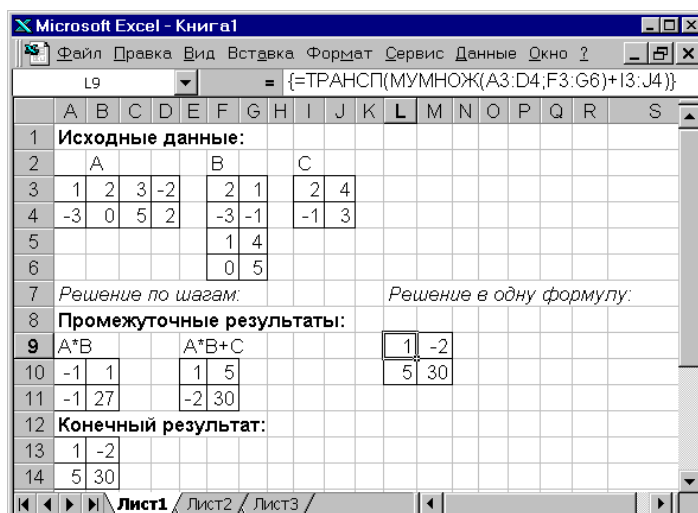 Microsoft Excel - Книга1
Файл Правка Вид Вставка Формат Сервис Данные Окно ?
L9 = {=ТРАНСП(МУМНОЖ(A3:D4;F3:G6)+I3:J4)}
A B C D E F G H I J K L M N O P Q R S
1 Исходные данные:
2 A B C
3 1 2 3 -2 2 1 2 4
4 -3 0 5 2 -3 -1 -1 3
5 1 4
6 0 5
7 Решение по шагам: Решение в одну формулу:
8 Промежуточные результаты:
9 A*B A*B+C 1 -2
10 -1 1 1 5 5 30
11 -1 27 -2 30
12 Конечный результат:
13 1 -2
14 5 30
Лист1 Лист2 Лист3